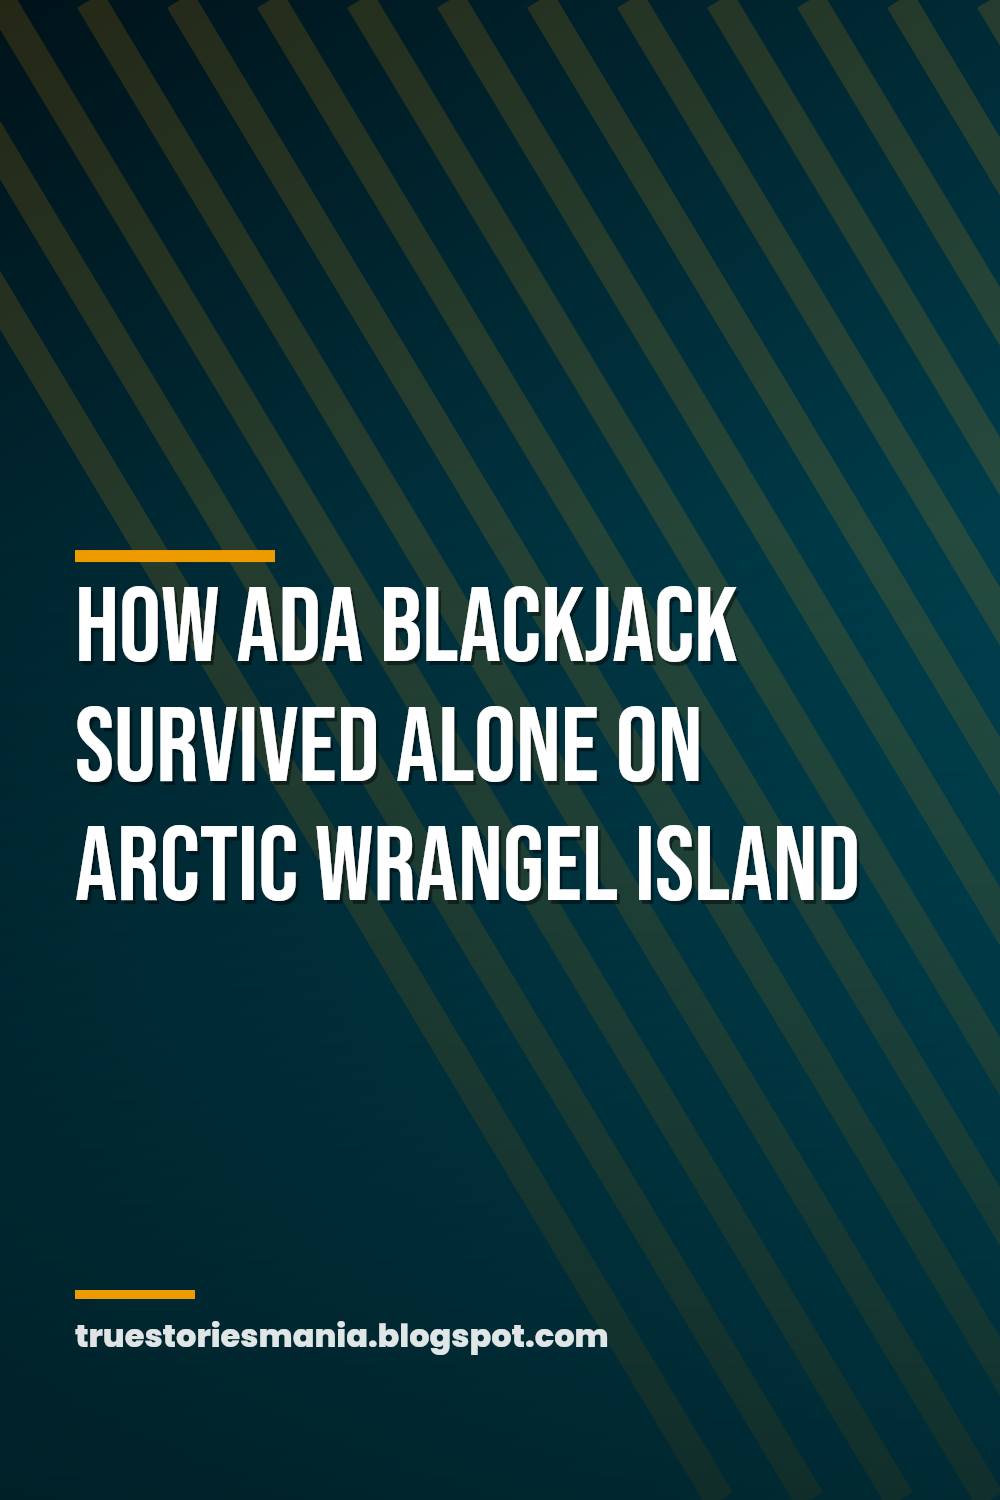 HOW ADA BLACKJACK
SURVIVED ALONE ON
ARCTIC WRANGEL ISLAND
truestoriesmania.blogspot.com